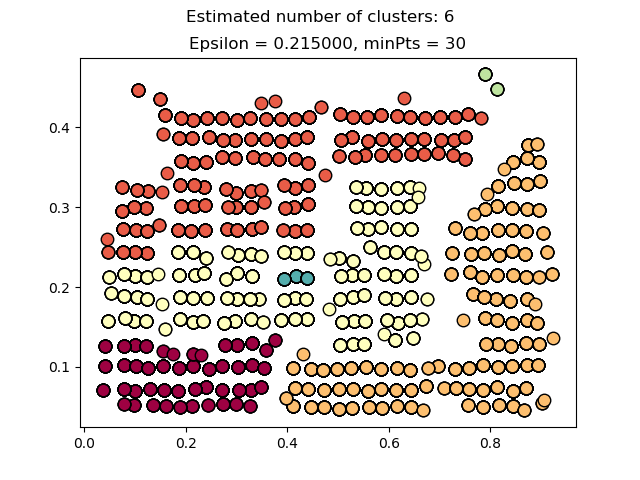 Estimated number of clusters: 6
Epsilon = 0.215000, minPts = 30
0.4
0.3
0.2
0.1
0.0 0.2 0.4 0.6 0.8